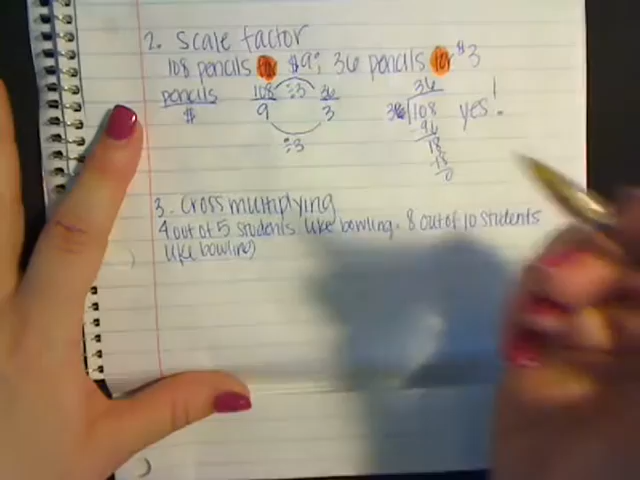 2. Scale factor
108 pencils for $9; 36 pencils for $3
pencils 108 ÷3 36
$ 9 3
÷3
36
108 yes!
18
18
0
3. Cross multiplying
4 out of 5 students like bowling. 8 out of 10 students
like bowling